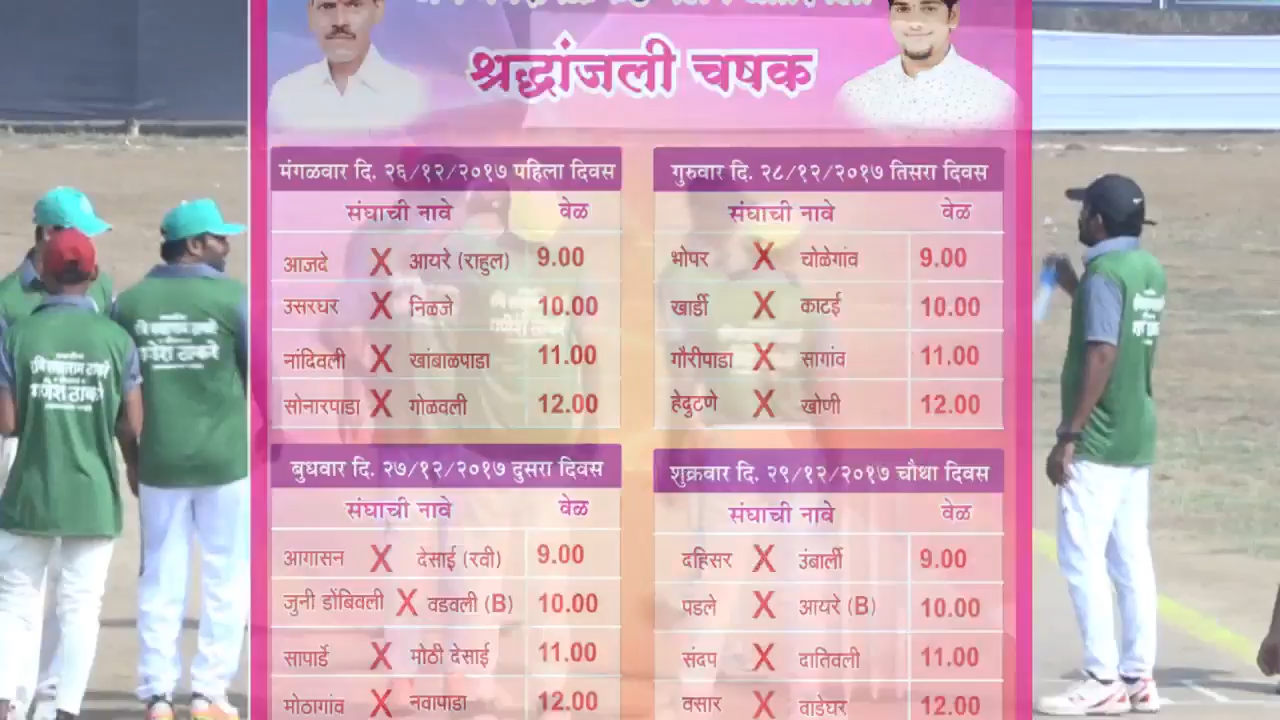 श्रद्धांजली चषक
मंगळवार दि. २६/१२/२०१७ पहिला दिवस
संघाची नावे वेळ
आजदे X आयरे (राहुल) 9.00
उसरघर X निळजे 10.00
नांदिवली X खांबाळपाडा 11.00
सोनारपाडा X गोळवली 12.00
बुधवार दि. २७/१२/२०१७ दुसरा दिवस
संघाची नावे वेळ
आगासन X देसाई (रवी) 9.00
जुनी डोंबिवली X वडवली (B) 10.00
सापार्डे X मोठी देसाई 11.00
मोठागांव X नवापाडा 12.00
गुरुवार दि. २८/१२/२०१७ तिसरा दिवस
संघाची नावे वेळ
भोपर X चोळेगांव 9.00
खार्डी X काटई 10.00
गौरीपाडा X सागांव 11.00
हेदुटणे X खोणी 12.00
शुक्रवार दि. २९/१२/२०१७ चौथा दिवस
संघाची नावे वेळ
दहिसर X उंबार्ली 9.00
पडले X आयरे (B) 10.00
संदप X दातिवली 11.00
वसार X वाडेघर 12.00